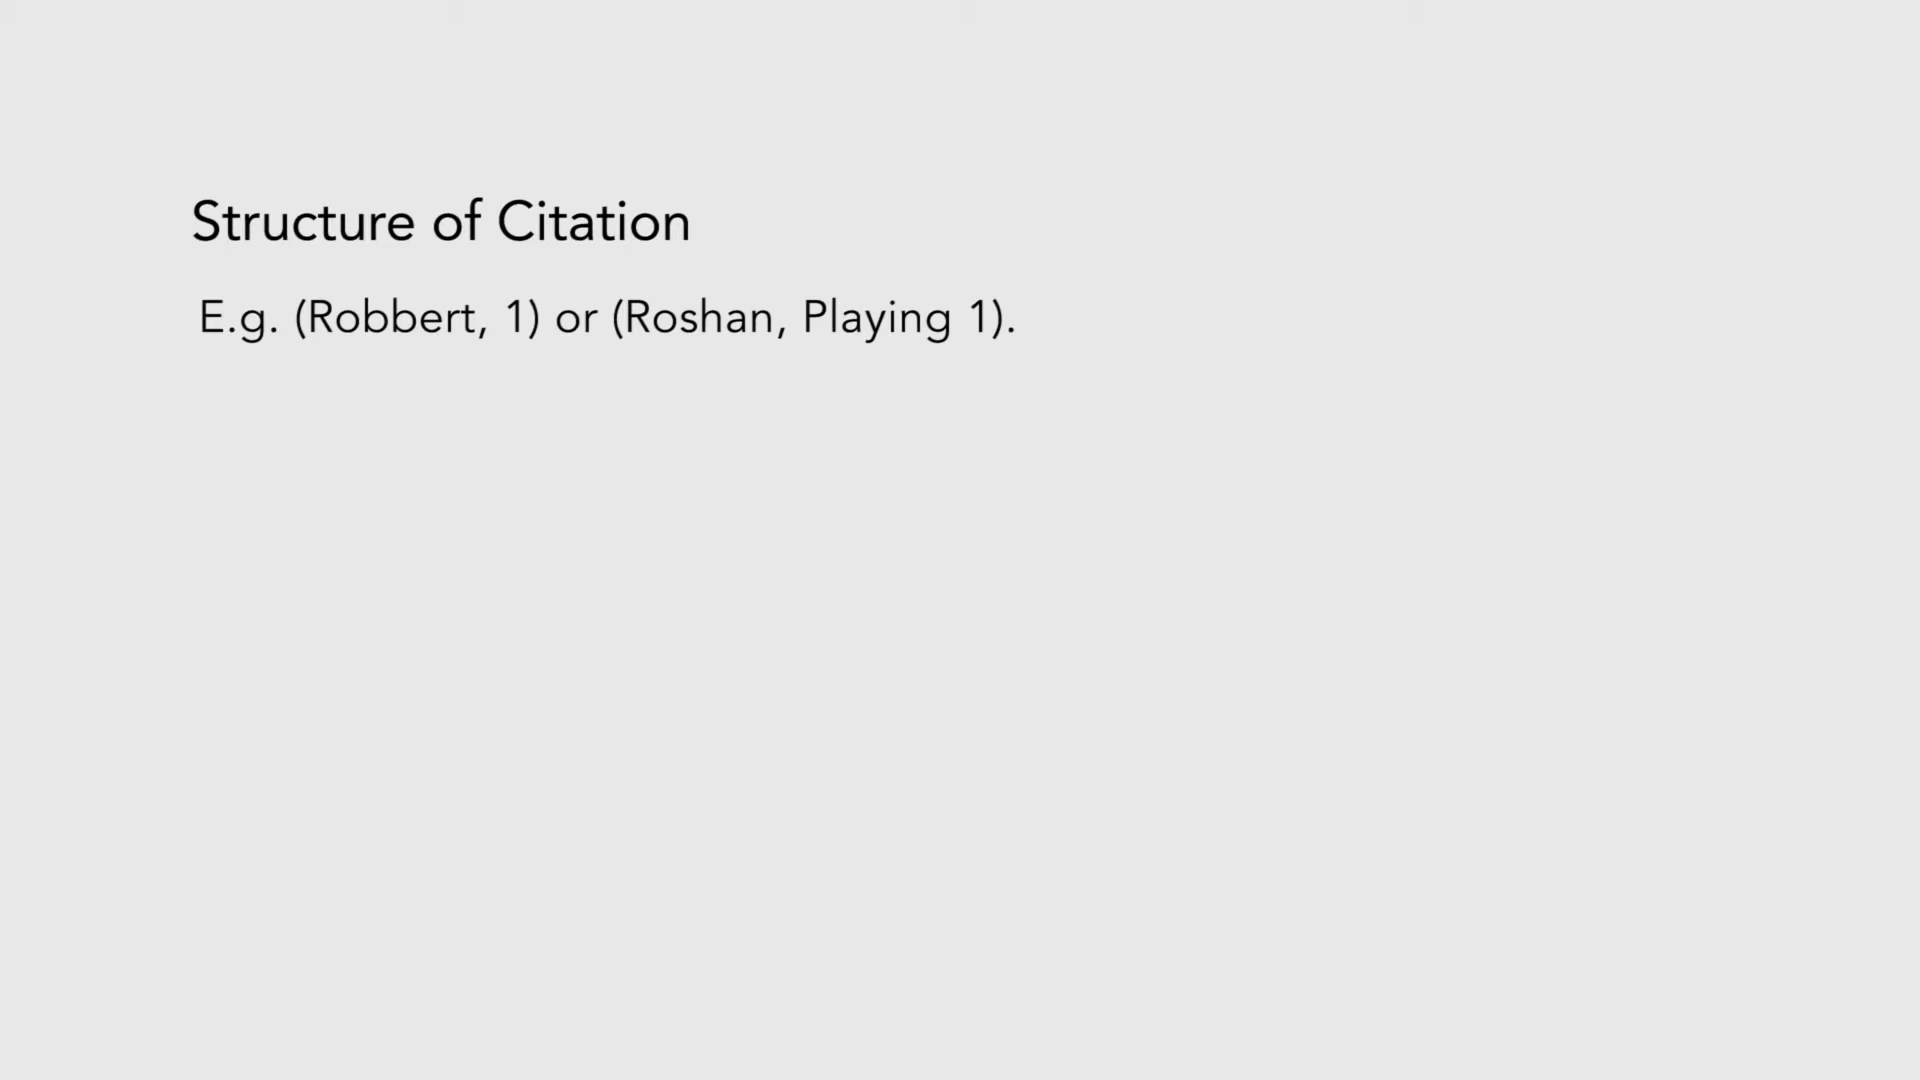 Structure of Citation
E.g. (Robbert, 1) or (Roshan, Playing 1).